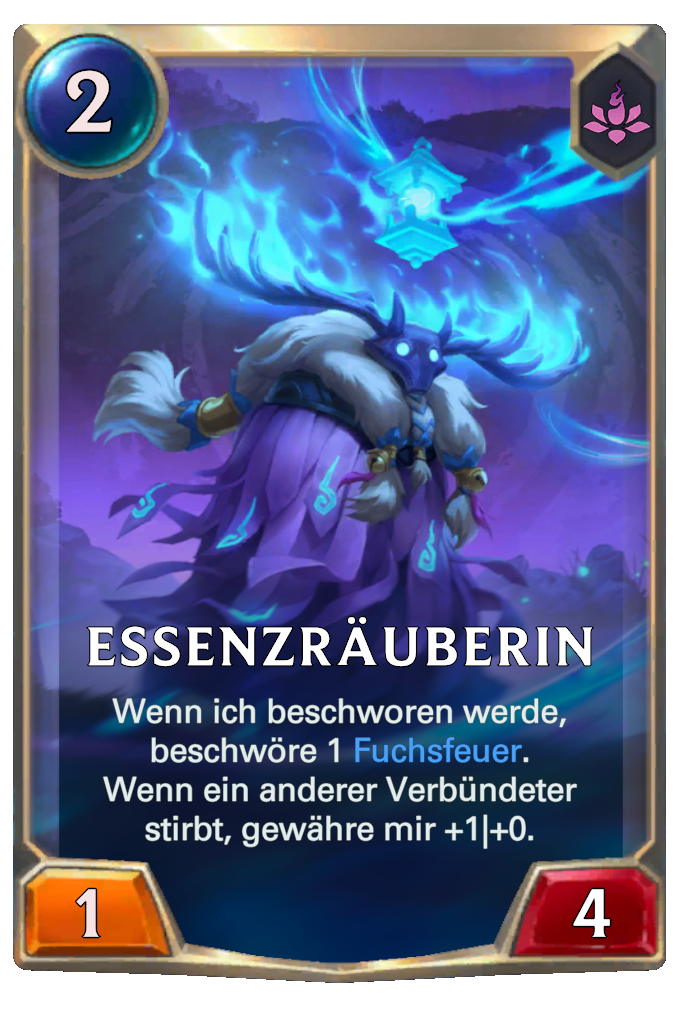 2
ESSENZRÄUBERIN
Wenn ich beschworen werde,
beschwöre 1 Fuchsfeuer.
Wenn ein anderer Verbündeter
stirbt, gewähre mir +1|+0.
1
4